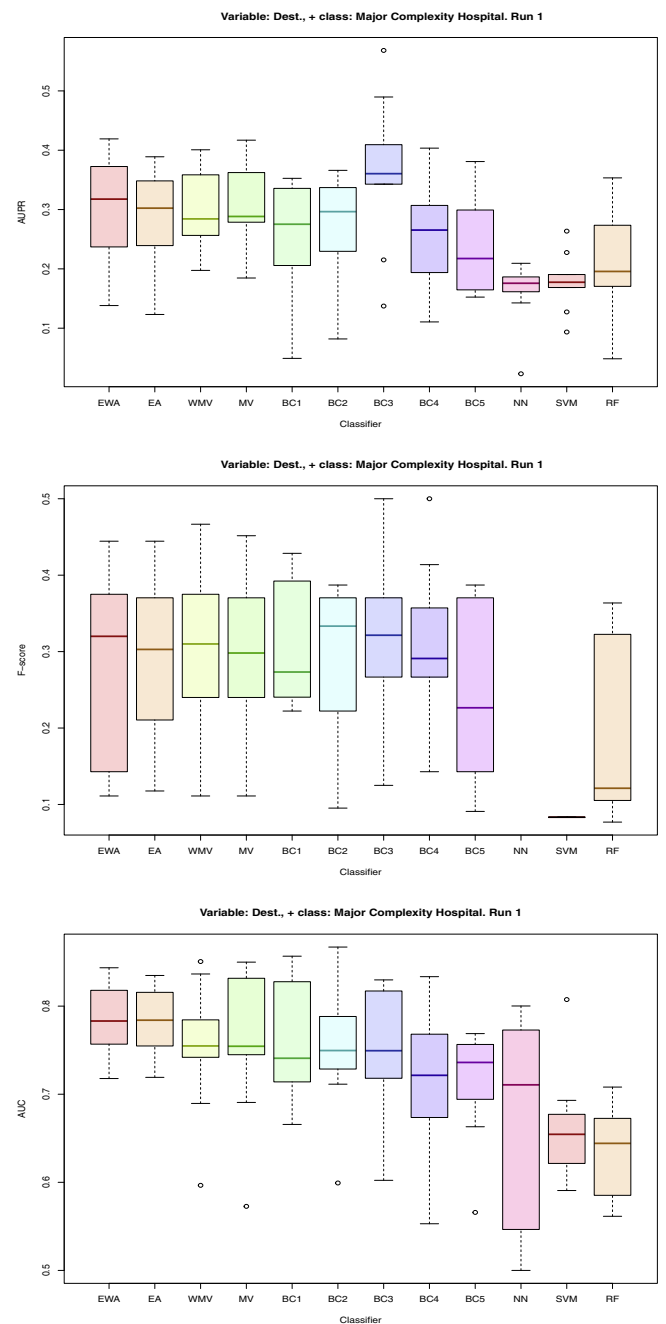 Variable: Dest., + class: Major Complexity Hospital. Run 1
AUPR
0.5
0.4
0.3
0.2
0.1
EWA EA WMV MV BC1 BC2 BC3 BC4 BC5 NN SVM RF
Classifier
Variable: Dest., + class: Major Complexity Hospital. Run 1
F-score
0.5
0.4
0.3
0.2
0.1
EWA EA WMV MV BC1 BC2 BC3 BC4 BC5 NN SVM RF
Classifier
Variable: Dest., + class: Major Complexity Hospital. Run 1
AUC
0.8
0.7
0.6
0.5
EWA EA WMV MV BC1 BC2 BC3 BC4 BC5 NN SVM RF
Classifier